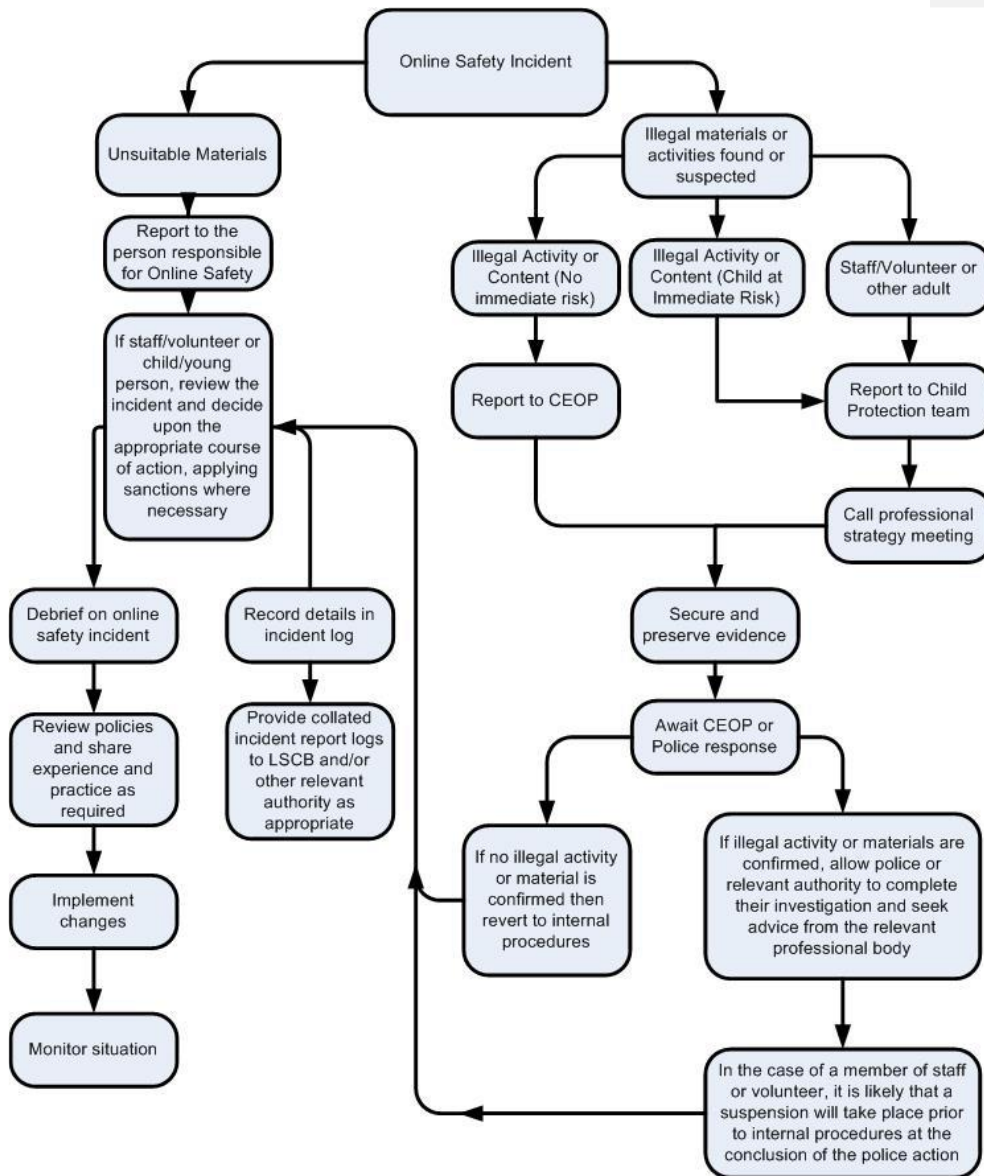 Online Safety Incident
Unsuitable Materials
Report to the
person responsible
for Online Safety
If staff/volunteer or
child/young
person, review the
incident and decide
upon the
appropriate course
of action, applying
sanctions where
necessary
Debrief on online
safety incident
Review policies
and share
experience and
practice as
required
Implement
changes
Monitor situation
Record details in
incident log
Provide collated
incident report logs
to LSCB and/or
other relevant
authority as
appropriate
Illegal materials or
activities found or
suspected
Illegal Activity or
Content (No
immediate risk)
Illegal Activity or
Content (Child at
Immediate Risk)
Staff/Volunteer or
other adult
Report to CEOP
Report to Child
Protection team
Call professional
strategy meeting
Secure and
preserve evidence
Await CEOP or
Police response
If no illegal activity
or material is
confirmed then
revert to internal
procedures
If illegal activity or materials are
confirmed, allow police or
relevant authority to complete
their investigation and seek
advice from the relevant
professional body
In the case of a member of staff
or volunteer, it is likely that a
suspension will take place prior
to internal procedures at the
conclusion of the police action